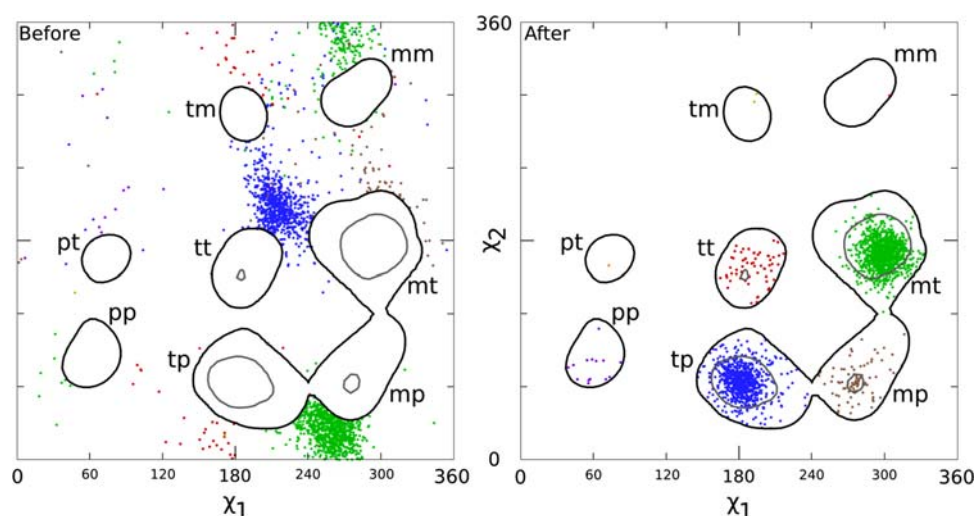 Before
mm
tm
pt
tt
mt
pp
tp
mp
0 60 120 180 240 300 360
χ1
360
After
mm
tm
χ2
pt
tt
mt
pp
tp
mp
0
0 60 120 180 240 300 360
χ1